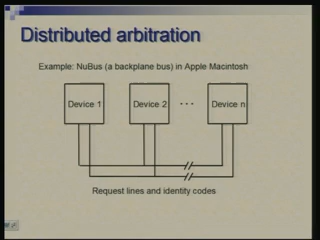 Distributed arbitration
Example: NuBus (a backplane bus) in Apple Macintosh
Device 1 Device 2 ... Device n
Request lines and identity codes